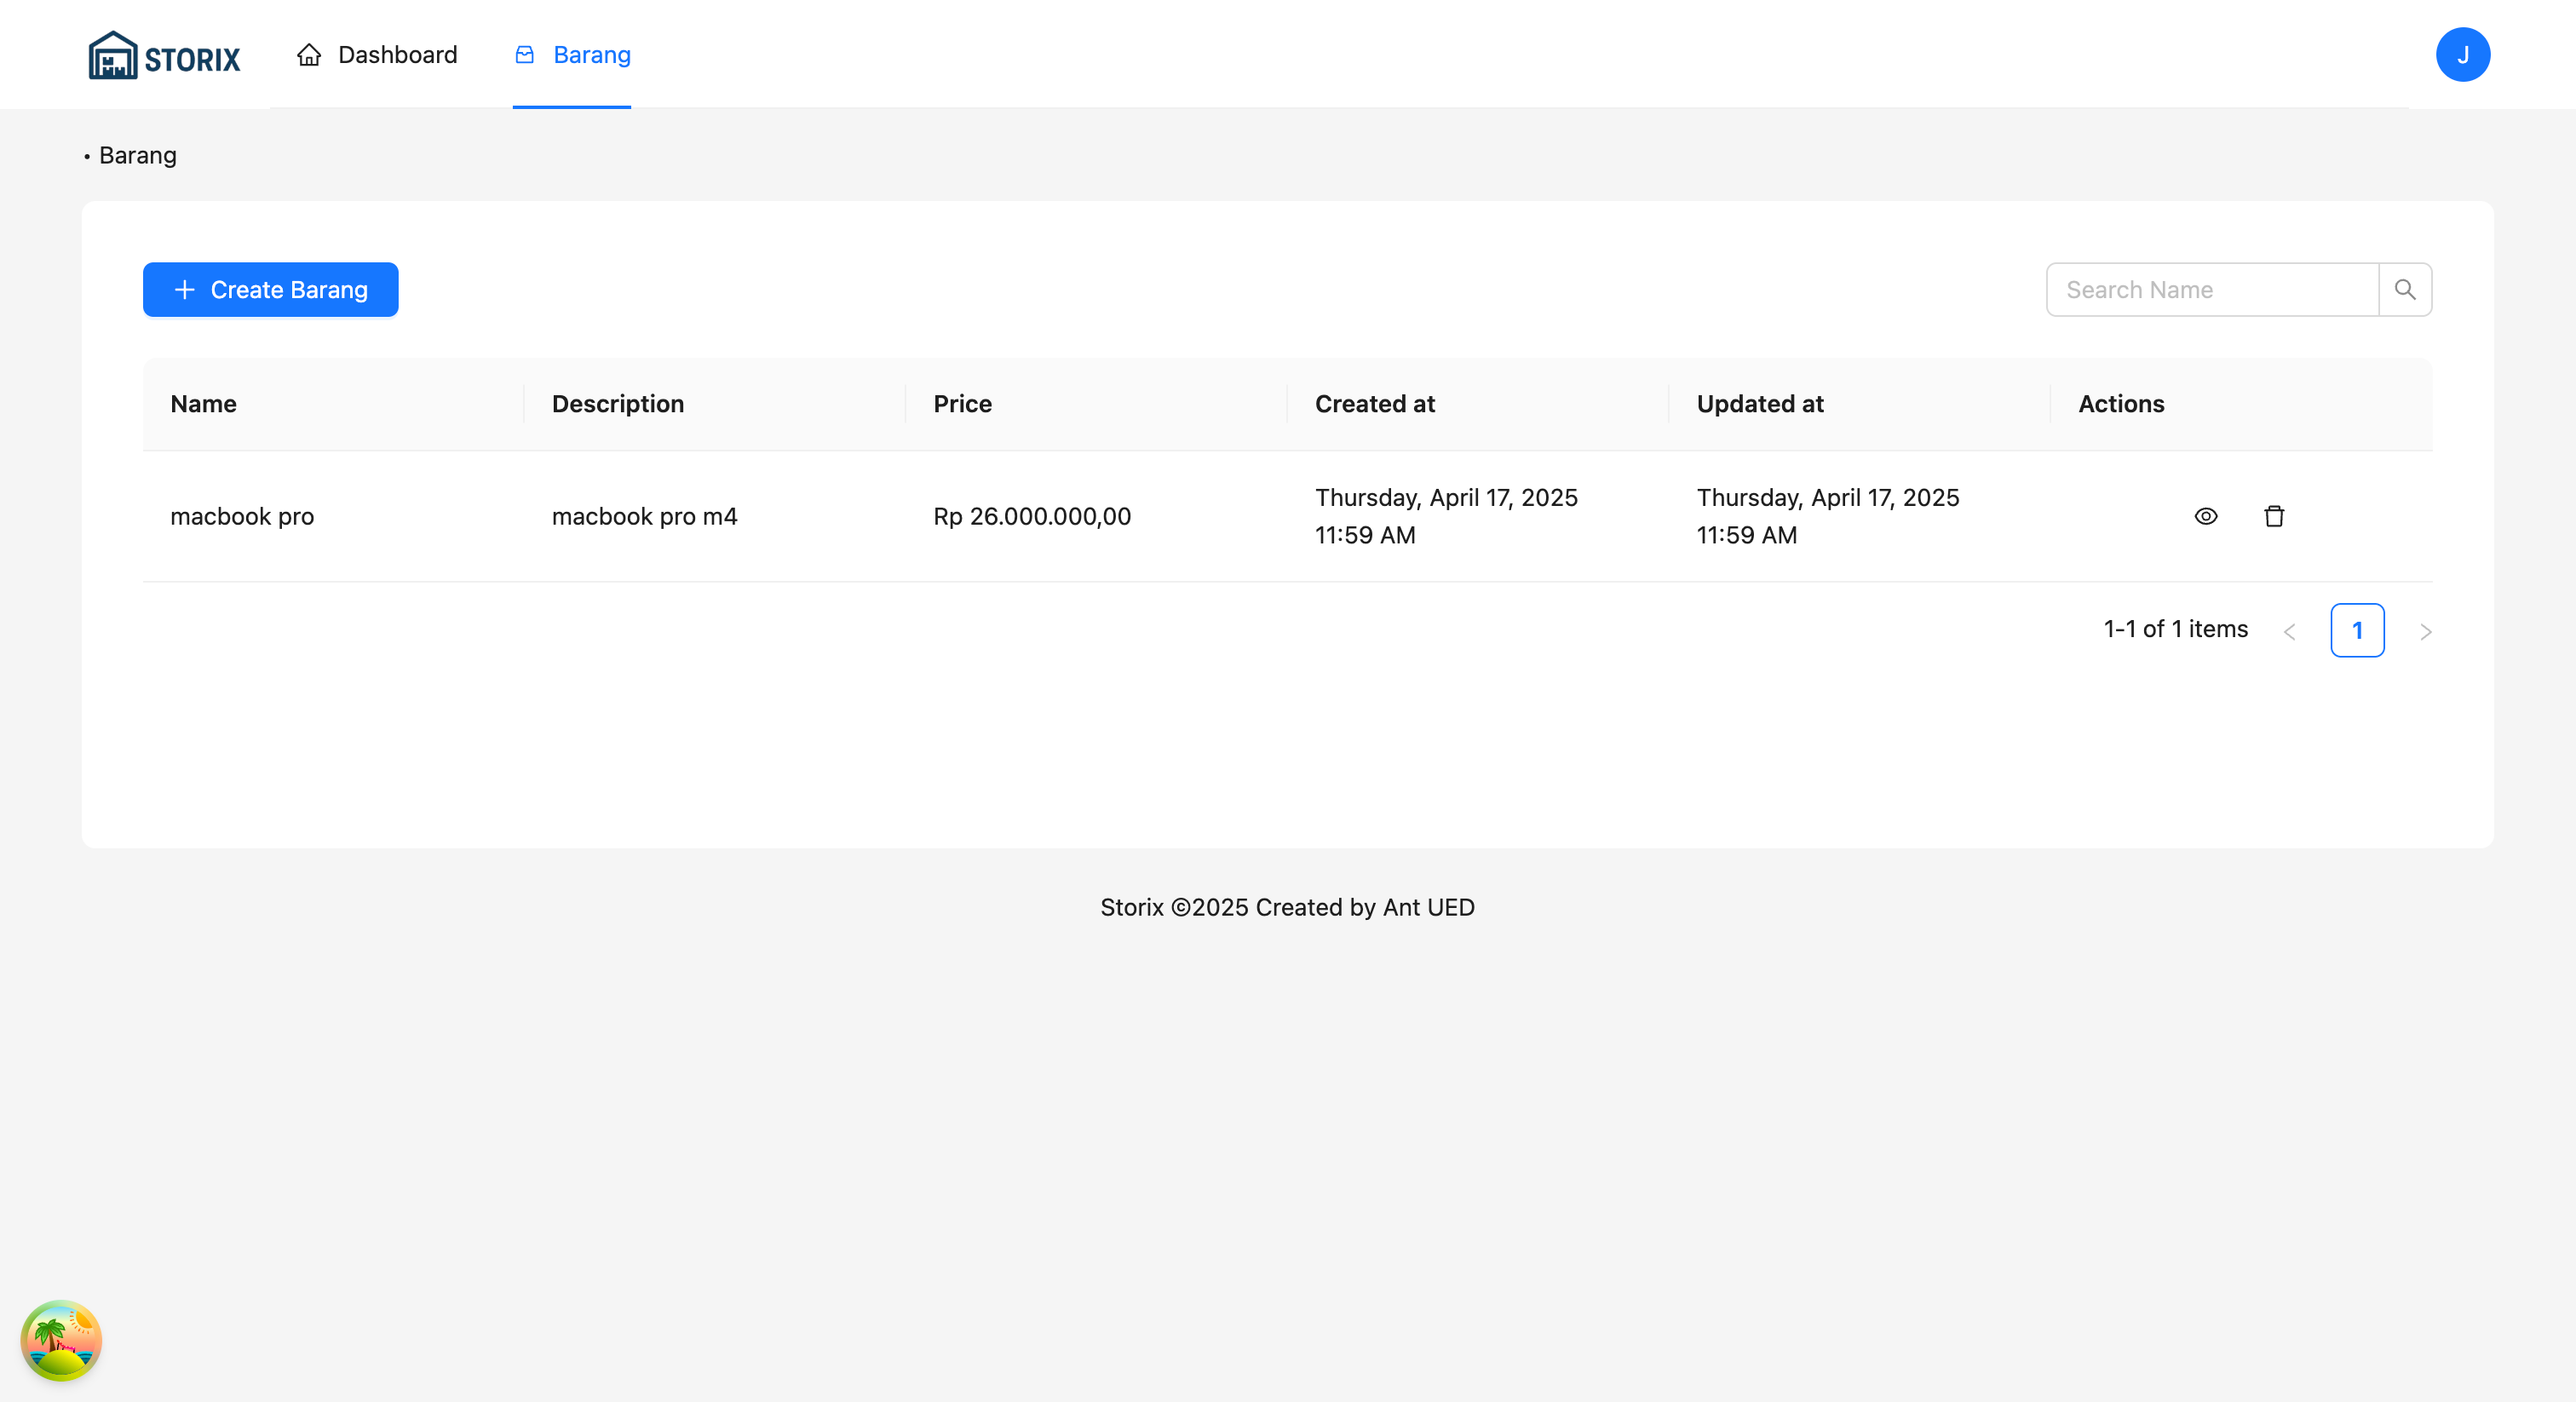 STORIX
Dashboard
Barang
J
• Barang
Create Barang
Search Name
Name
Description
Price
Created at
Updated at
Actions
macbook pro
macbook pro m4
Rp 26.000.000,00
Thursday, April 17, 2025
11:59 AM
Thursday, April 17, 2025
11:59 AM
1-1 of 1 items
1
Storix ©2025 Created by Ant UED